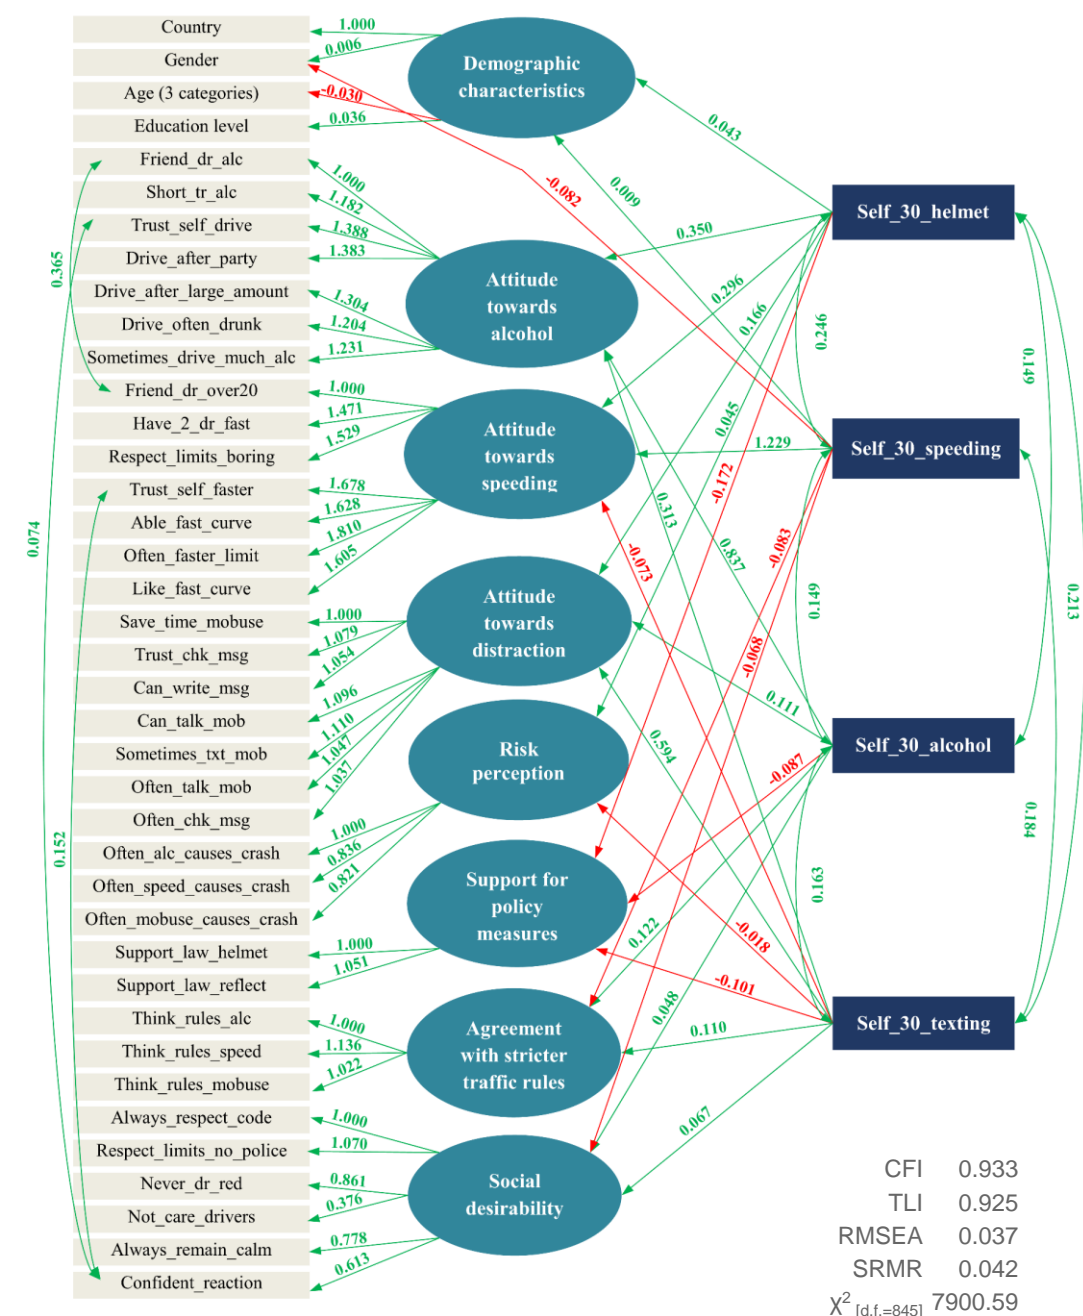 Country
Gender
Age (3 categories)
Education level
Friend_dr_alc
Short_tr_alc
Trust_self_drive
Drive_after_party
Drive_after_large_amount
Drive_often_drunk
Sometimes_drive_much_alc
Friend_dr_over20
Have_2_dr_fast
Respect_limits_boring
Trust_self_faster
Able_fast_curve
Often_faster_limit
Like_fast_curve
Save_time_mobuse
Trust_chk_msg
Can_write_msg
Can_talk_mob
Sometimes_txt_mob
Often_talk_mob
Often_chk_msg
Often_alc_causes_crash
Often_speed_causes_crash
Often_mobuse_causes_crash
Support_law_helmet
Support_law_reflect
Think_rules_alc
Think_rules_speed
Think_rules_mobuse
Always_respect_code
Respect_limits_no_police
Never_dr_red
Not_care_drivers
Always_remain_calm
Confident_reaction
0.365
0.074
0.152
1.000
0.006
-0.030
0.036
1.000
1.182
1.388
1.383
1.304
1.204
1.231
1.000
1.471
1.529
1.678
1.628
1.810
1.605
1.000
1.079
1.054
1.096
1.110
1.047
1.037
1.000
0.836
0.821
1.000
1.051
1.000
1.136
1.022
1.000
1.070
0.861
0.376
0.778
0.613
Demographic
characteristics
Attitude
towards
alcohol
Attitude
towards
speeding
Attitude
towards
distraction
Risk
perception
Support for
policy
measures
Agreement
with stricter
traffic rules
Social
desirability
0.043
-0.082
0.009
0.350
0.296
0.166
0.246
0.045
1.229
-0.172
0.313
0.837
-0.083
-0.073
0.149
-0.068
0.111
0.594
-0.087
0.163
0.122
-0.018
-0.101
0.048
0.110
0.067
Self_30_helmet
Self_30_speeding
Self_30_alcohol
Self_30_texting
0.149
0.213
0.184
CFI 0.933
TLI 0.925
RMSEA 0.037
SRMR 0.042
χ² [d.f.=845] 7900.59